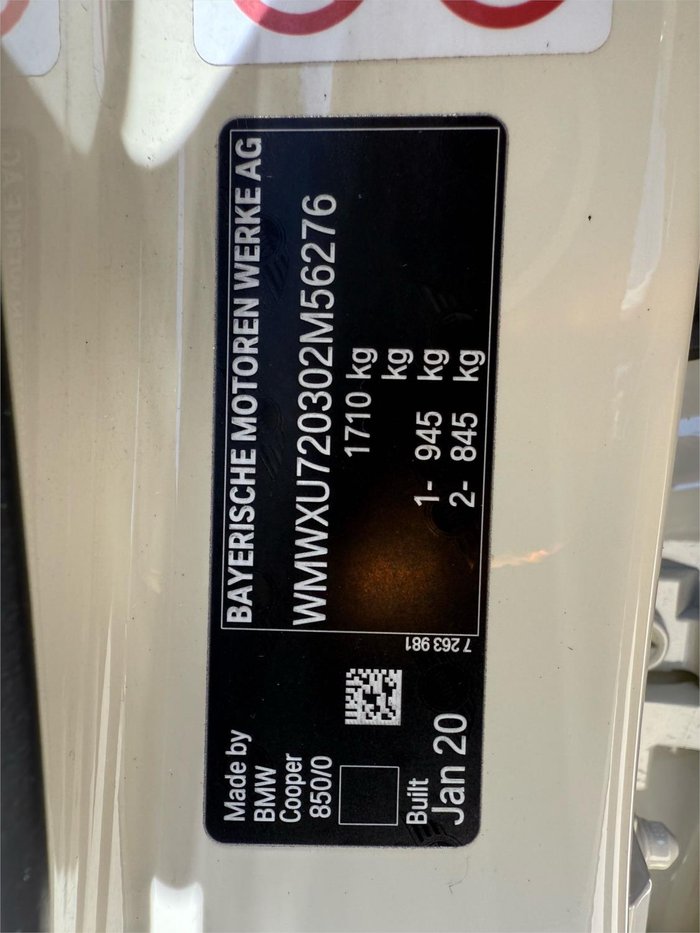 BAYERISCHE MOTOREN WERKE AG
WMWXU720302M56276
1710 kg
kg
1- 945 kg
2- 845 kg
7 263 981
Made by
BMW
Cooper
850/0
Built
Jan 20